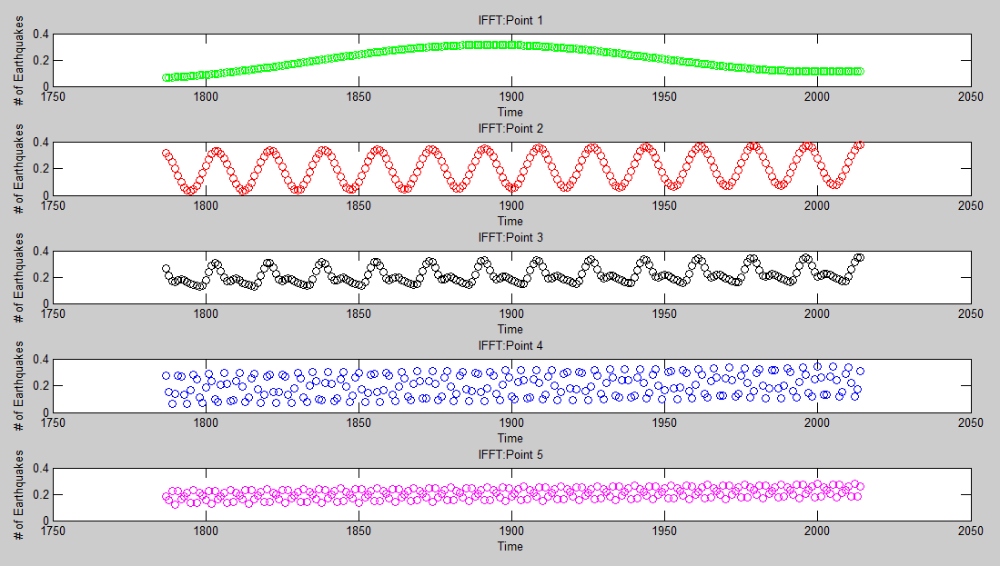 IFFT:Point 1
# of Earthquakes
0.4
0.2
0
1750 1800 1850 1900 1950 2000 2050
Time
IFFT:Point 2
# of Earthquakes
0.4
0.2
0
1750 1800 1850 1900 1950 2000 2050
Time
IFFT:Point 3
# of Earthquakes
0.4
0.2
0
1750 1800 1850 1900 1950 2000 2050
Time
IFFT:Point 4
# of Earthquakes
0.4
0.2
0
1750 1800 1850 1900 1950 2000 2050
Time
IFFT:Point 5
# of Earthquakes
0.4
0.2
0
1750 1800 1850 1900 1950 2000 2050
Time